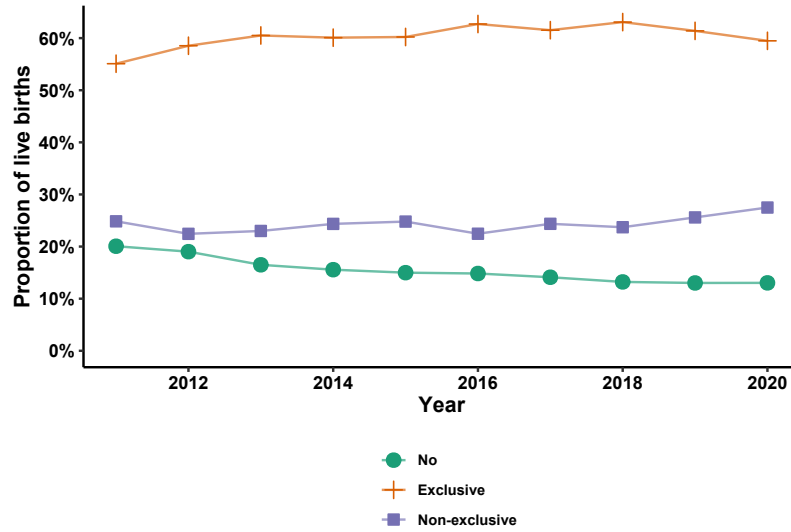 Proportion of live births
60%
50%
40%
30%
20%
10%
0%
2012 2014 2016 2018 2020
Year
No
Exclusive
Non-exclusive